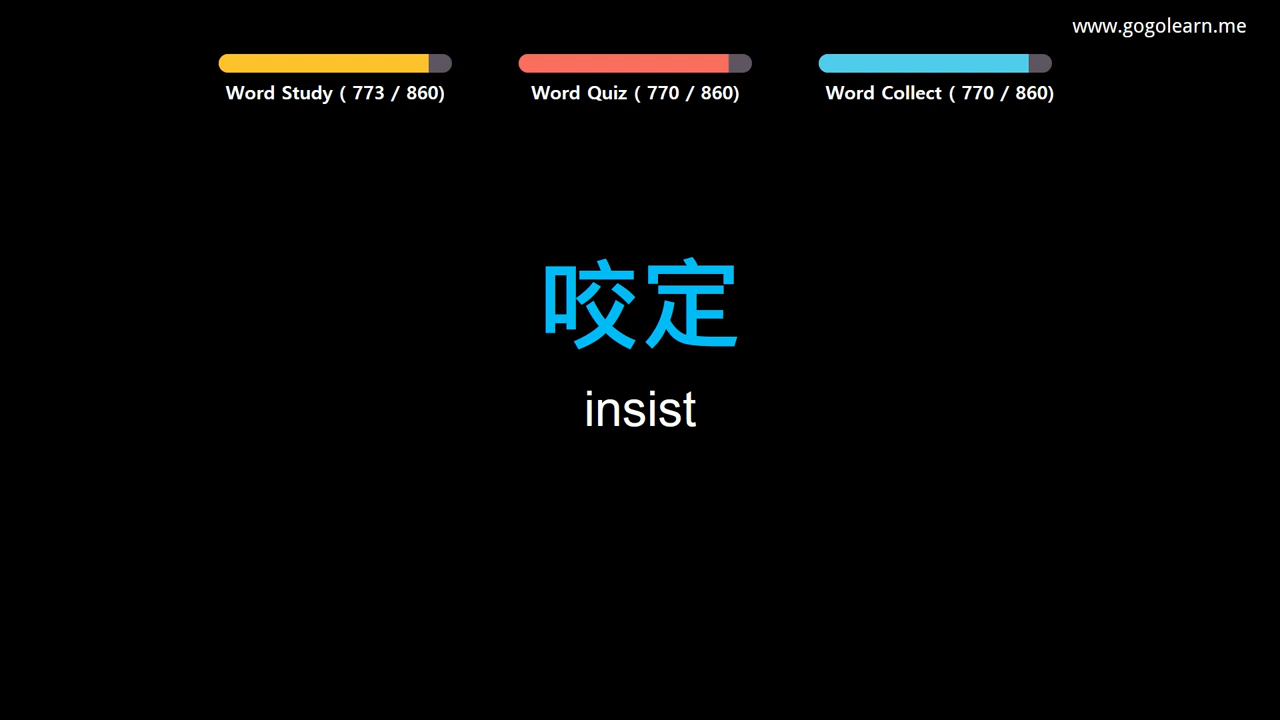 www.gogolearn.me
Word Study ( 773 / 860)
Word Quiz ( 770 / 860)
Word Collect ( 770 / 860)
咬定
insist